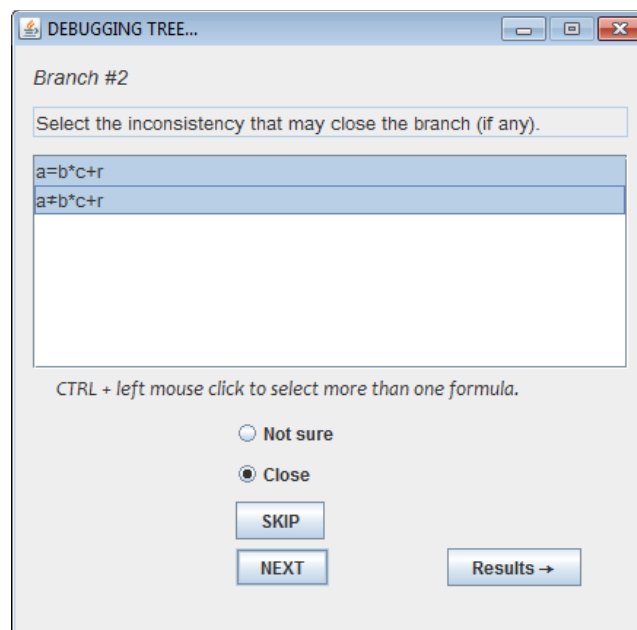 DEBUGGING TREE...
Branch #2
Select the inconsistency that may close the branch (if any).
a=b*c+r
a≠b*c+r
CTRL + left mouse click to select more than one formula.
Not sure
Close
SKIP
NEXT
Results →